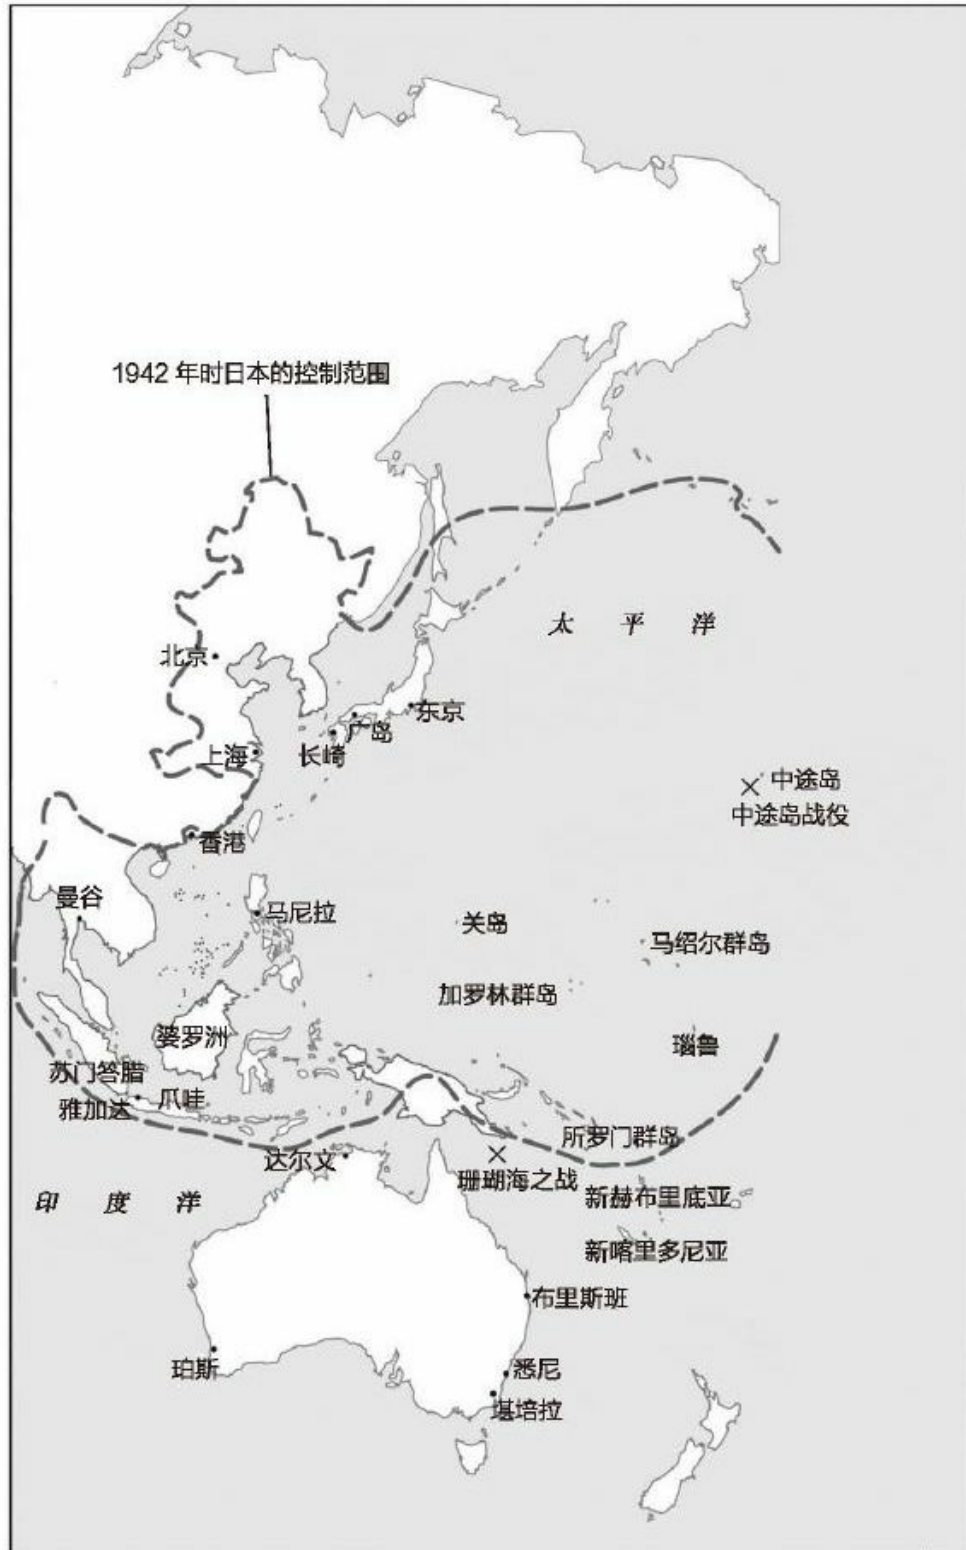 1942 年时日本的控制范围
太平洋
北京
东京
广岛
上海
长崎
中途岛
中途岛战役
香港
曼谷
马尼拉
关岛
马绍尔群岛
加罗林群岛
婆罗洲
瑙鲁
苏门答腊
爪哇
雅加达
所罗门群岛
达尔文
珊瑚海之战
印度洋
新赫布里底亚
新喀里多尼亚
布里斯班
珀斯
悉尼
堪培拉